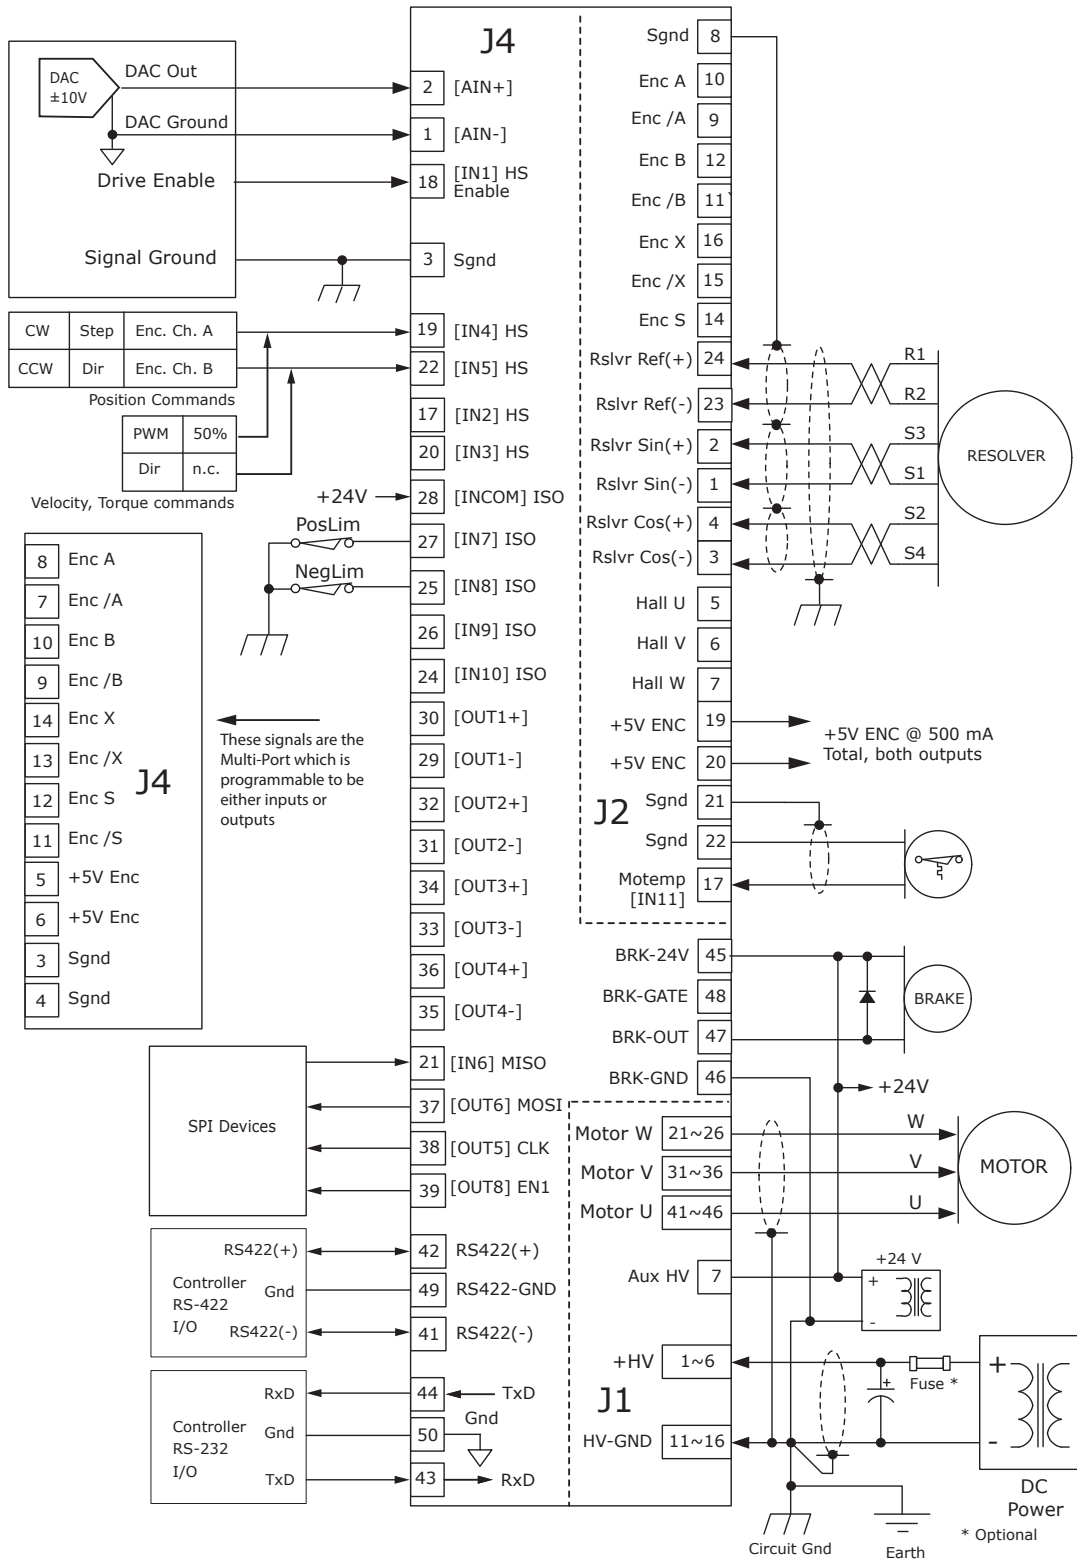 J4
DAC
±10V
DAC Out
DAC Ground
Drive Enable
Signal Ground
2 [AIN+]
1 [AIN-]
18 [IN1] HS
Enable
3 Sgnd
CW Step Enc. Ch. A
CCW Dir Enc. Ch. B
Position Commands
PWM 50%
Dir n.c.
Velocity, Torque commands
19 [IN4] HS
22 [IN5] HS
17 [IN2] HS
20 [IN3] HS
+24V 28 [INCOM] ISO
PosLim 27 [IN7] ISO
NegLim 25 [IN8] ISO
26 [IN9] ISO
24 [IN10] ISO
30 [OUT1+]
29 [OUT1-]
32 [OUT2+]
31 [OUT2-]
34 [OUT3+]
33 [OUT3-]
36 [OUT4+]
35 [OUT4-]
8 Enc A
7 Enc /A
10 Enc B
9 Enc /B
14 Enc X
13 Enc /X
12 Enc S
11 Enc /S
5 +5V Enc
6 +5V Enc
3 Sgnd
4 Sgnd
J4
These signals are the
Multi-Port which is
programmable to be
either inputs or
outputs
SPI Devices
21 [IN6] MISO
37 [OUT6] MOSI
38 [OUT5] CLK
39 [OUT8] EN1
Controller
RS-422
I/O
RS422(+)
Gnd
RS422(-)
42 RS422(+)
49 RS422-GND
41 RS422(-)
Controller
RS-232
I/O
RxD
Gnd
TxD
44 TxD
50 Gnd
43 RxD
J2
Sgnd 8
Enc A 10
Enc /A 9
Enc B 12
Enc /B 11
Enc X 16
Enc /X 15
Enc S 14
Rslvr Ref(+) 24 R1
Rslvr Ref(-) 23 R2
Rslvr Sin(+) 2 S3
Rslvr Sin(-) 1 S1
Rslvr Cos(+) 4 S2
Rslvr Cos(-) 3 S4
RESOLVER
Hall U 5
Hall V 6
Hall W 7
+5V ENC 19
+5V ENC 20
+5V ENC @ 500 mA
Total, both outputs
Sgnd 21
Sgnd 22
Motemp
[IN11] 17
BRK-24V 45
BRK-GATE 48
BRK-OUT 47
BRK-GND 46
BRAKE
+24V
Motor W 21~26 W
Motor V 31~36 V
Motor U 41~46 U
MOTOR
Aux HV 7
+24 V
+
-
+HV 1~6
J1
HV-GND 11~16
+
Fuse *
+
-
DC
Power
* Optional
Circuit Gnd
Earth